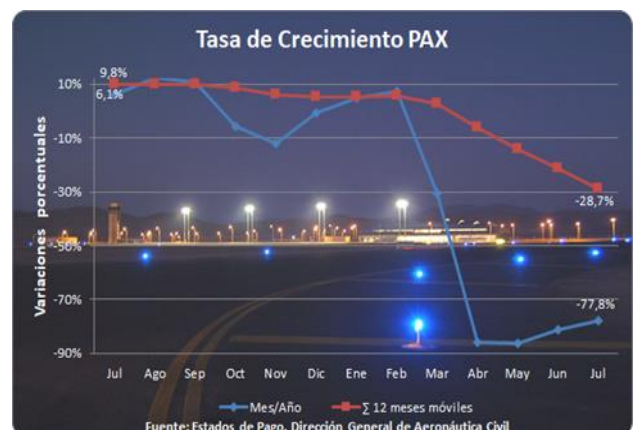 Tasa de Crecimiento PAX
Variaciones porcentuales
9,8%
10%
6,1%
-10%
-30%
-28,7%
-50%
-70%
-77,8%
-90%
Jul Ago Sep Oct Nov Dic Ene Feb Mar Abr May Jun Jul
Mes/Año ∑ 12 meses móviles
Fuente: Estados de Pago, Dirección General de Aeronáutica Civil